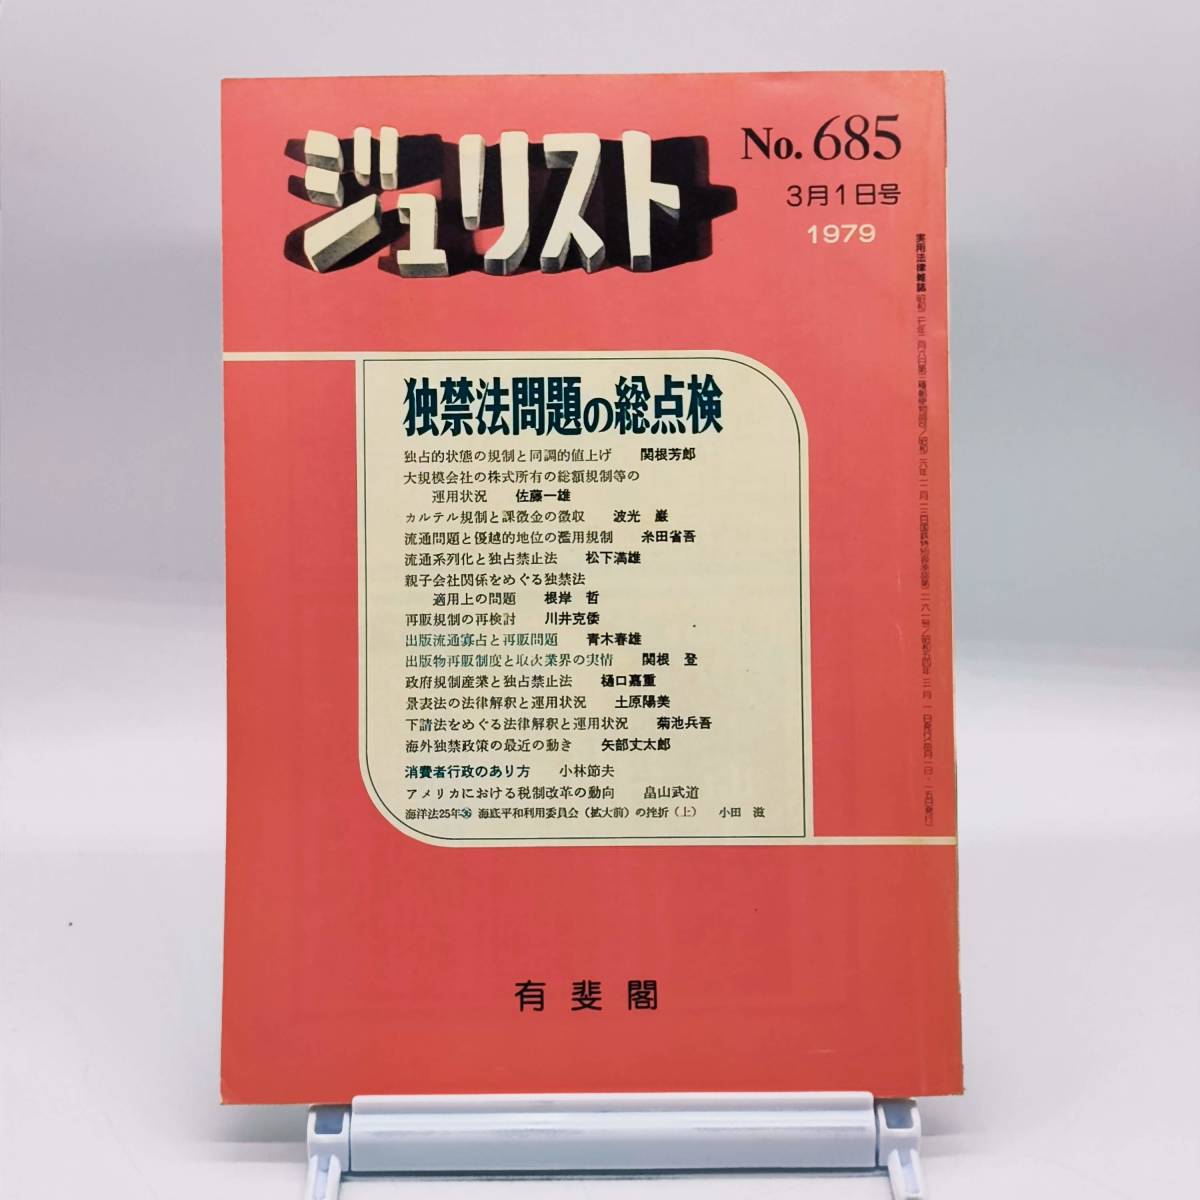 ジュリスト
No. 685
3月1日号
1979
独禁法問題の総点検
独占的状態の規制と同調的値上げ 関根芳郎
大規模会社の株式所有の総額規制等の
運用状況 佐藤一雄
カルテル規制と課徴金の徴収 波光 巖
流通問題と優越的地位の濫用規制 糸田省吾
流通系列化と独占禁止法 松下満雄
親子会社関係をめぐる独禁法
適用上の問題 根岸 哲
再販規制の再検討 川井克倭
出版流通寡占と再販問題 青木春雄
出版物再販制度と取次業界の実情 関根 登
政府規制産業と独占禁止法 樋口嘉重
景表法の法律解釈と運用状況 土原陽美
下請法をめぐる法律解釈と運用状況 菊池兵吾
海外独禁政策の最近の動き 矢部丈太郎
消費者行政のあり方 小林節夫
アメリカにおける税制改革の動向 畠山武道
海洋法25年㊱ 海底平和利用委員会(拡大前)の挫折(上) 小田 滋
有斐閣
実用法律雑誌